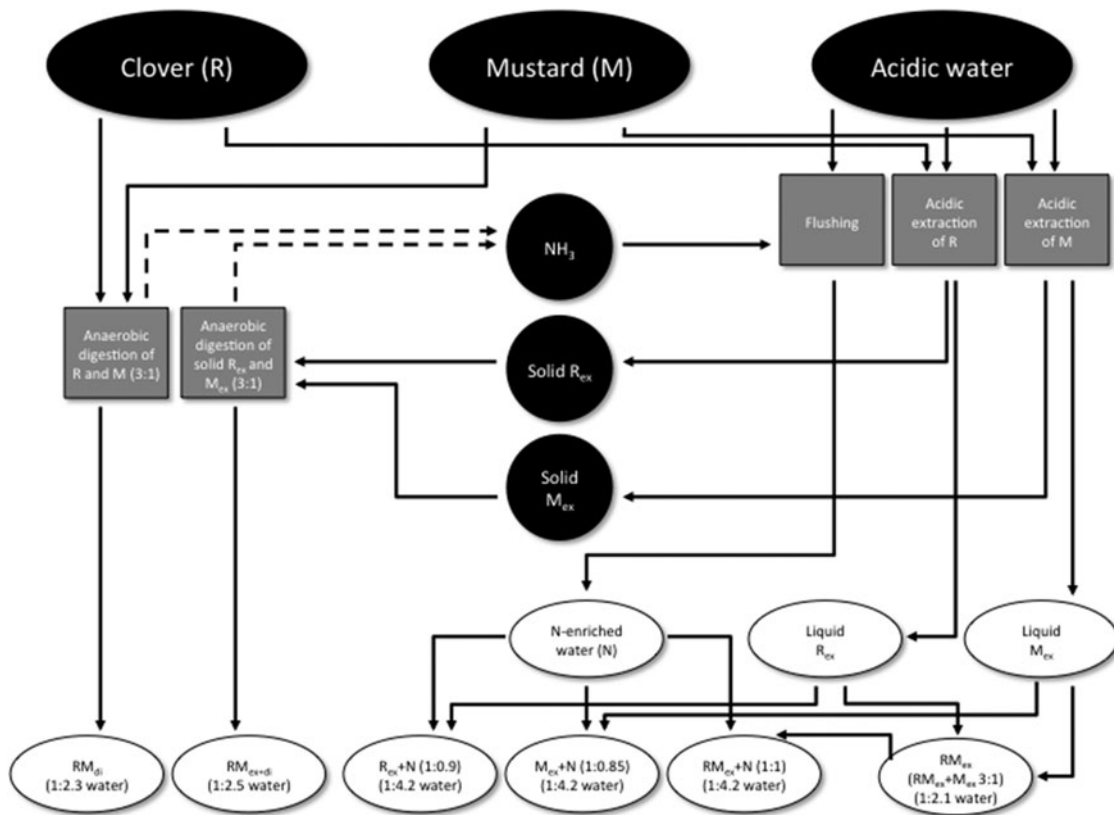 Clover (R)
Mustard (M)
Acidic water
Flushing
Acidic
extraction
of R
Acidic
extraction
of M
NH₃
Anaerobic
digestion of
R and M (3:1)
Anaerobic
digestion of
solid Rₑₓ and
Mₑₓ (3:1)
Solid Rₑₓ
Solid
Mₑₓ
N-enriched
water (N)
Liquid
Rₑₓ
Liquid
Mₑₓ
RM_di
(1:2.3 water)
RM_ex+di
(1:2.5 water)
Rₑₓ+N (1:0.9)
(1:4.2 water)
Mₑₓ+N (1:0.85)
(1:4.2 water)
RMₑₓ+N (1:1)
(1:4.2 water)
RMₑₓ
(RMₑₓ+Mₑₓ 3:1)
(1:2.1 water)